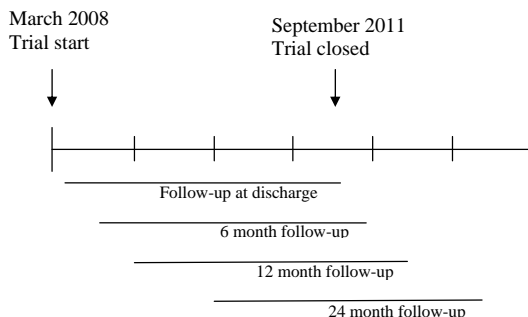 March 2008
Trial start
September 2011
Trial closed
Follow-up at discharge
6 month follow-up
12 month follow-up
24 month follow-up